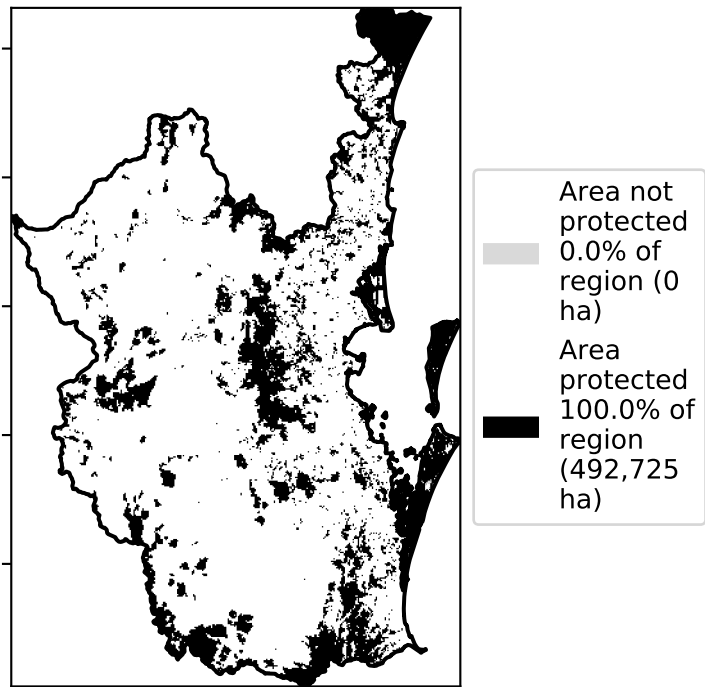 Area not
protected
0.0% of
region (0
ha)
Area
protected
100.0% of
region
(492,725
ha)